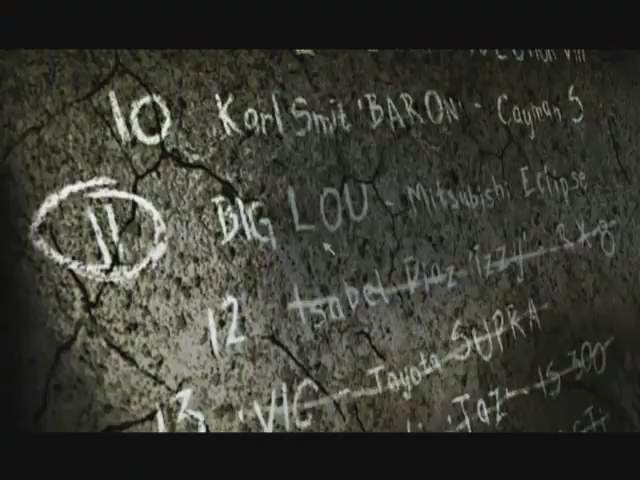 10 Karl Smit 'BARON' - Cayman S
11 BIG LOU - Mitsubishi Eclipse
12 Isabel Diaz 'izzy' - RX8
13 'VIC' - Toyota SUPRA
'Taz' - IS 300